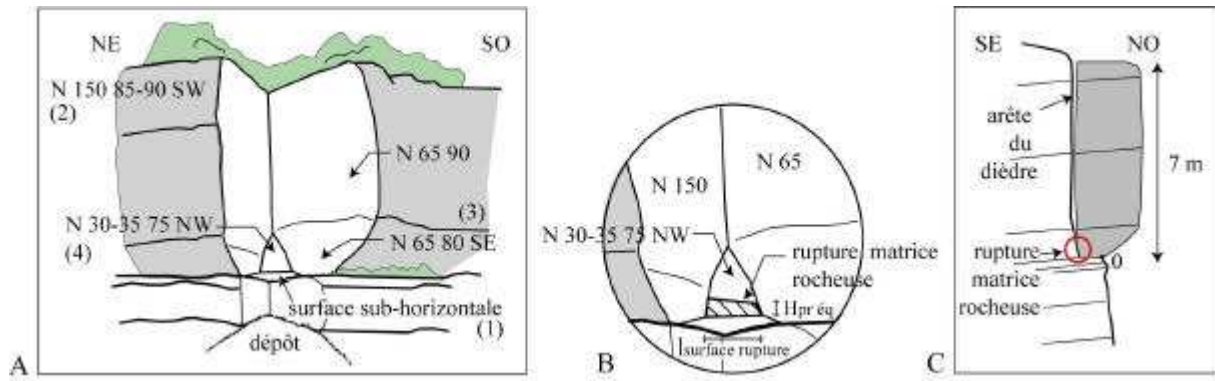 NE
SO
N 150 85-90 SW
(2)
N 65 90
N 30-35 75 NW
(3)
(4)
N 65 80 SE
surface sub-horizontale
(1)
dépôt
A
N 65
N 150
N 30-35 75 NW
rupture matrice
rocheuse
Hpr éq
surface rupture
B
SE
NO
arête
du
dièdre
7 m
rupture
matrice
rocheuse
0
C